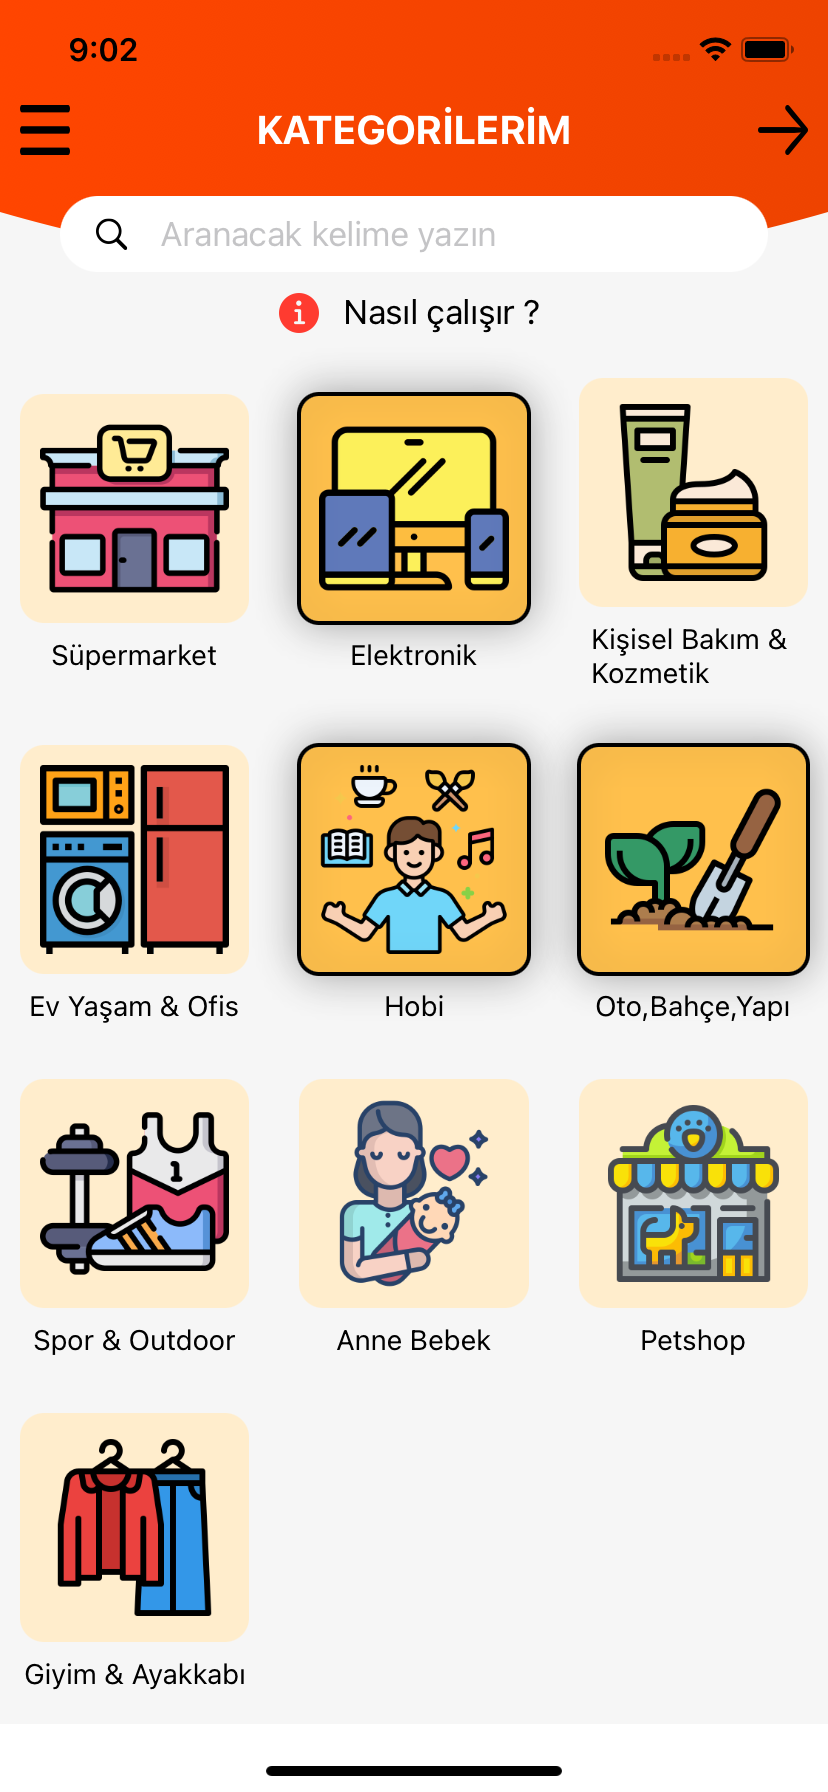 9:02
KATEGORİLERİM
Aranacak kelime yazın
i Nasıl çalışır ?
Süpermarket
Elektronik
Kişisel Bakım &
Kozmetik
Ev Yaşam & Ofis
Hobi
Oto,Bahçe,Yapı
1
Spor & Outdoor
Anne Bebek
Petshop
Giyim & Ayakkabı